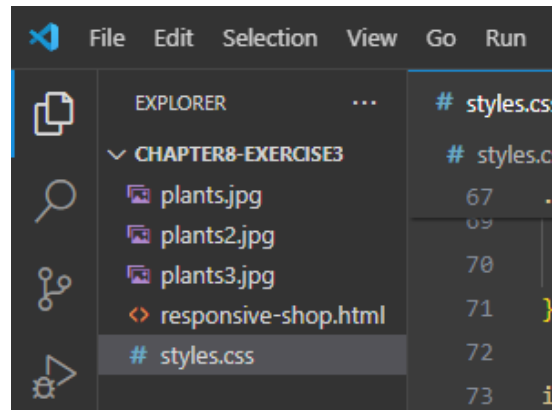 File Edit Selection View Go Run
EXPLORER ...
# styles.css
CHAPTER8-EXERCISE3
# styles.c
plants.jpg
67 .
plants2.jpg
69
plants3.jpg
70
<> responsive-shop.html
71 }
# styles.css
72
73 i